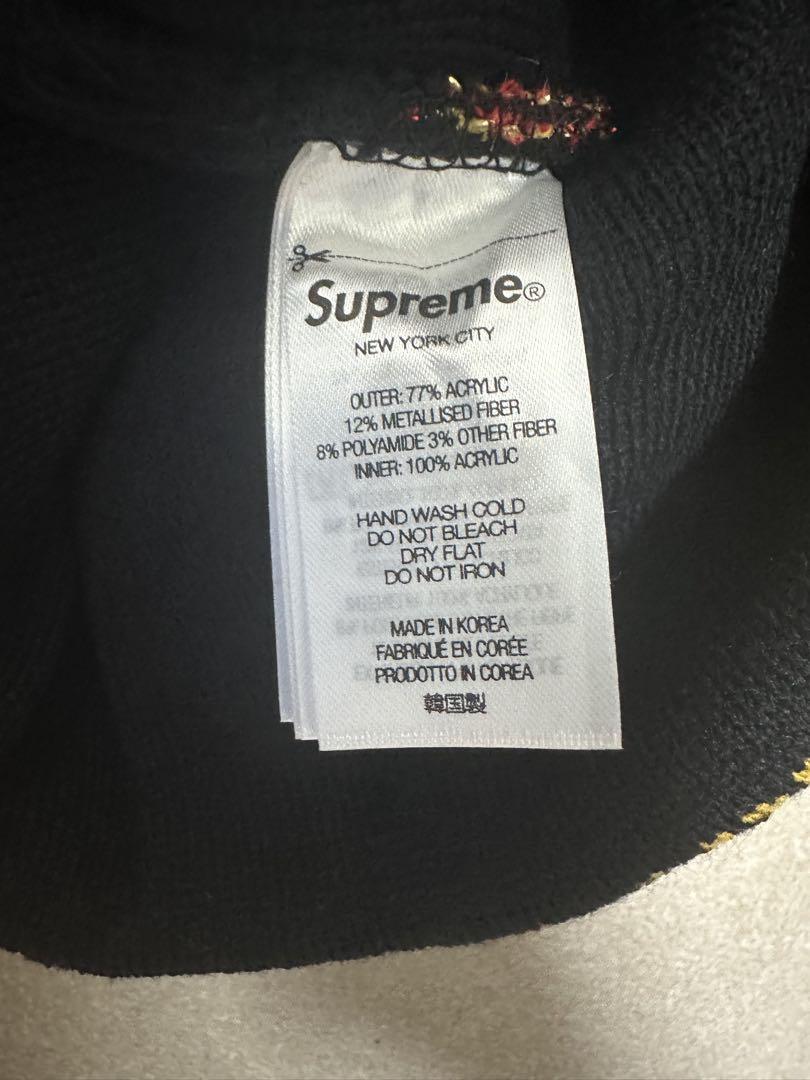 Supreme®
NEW YORK CITY
OUTER: 77% ACRYLIC
12% METALLISED FIBER
8% POLYAMIDE 3% OTHER FIBER
INNER: 100% ACRYLIC
HAND WASH COLD
DO NOT BLEACH
DRY FLAT
DO NOT IRON
MADE IN KOREA
FABRIQUÉ EN CORÉE
PRODOTTO IN COREA
韓国製